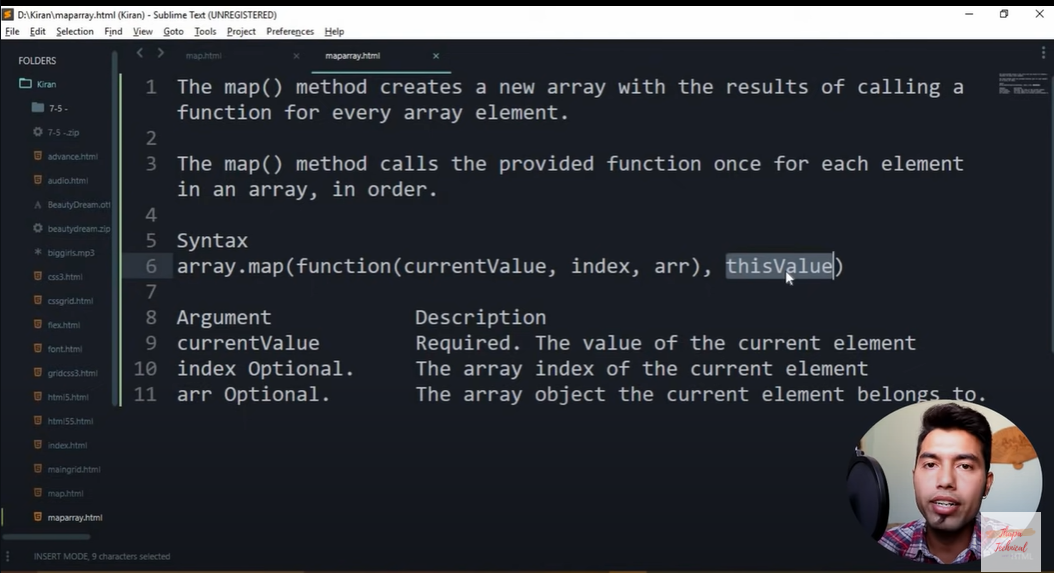 D:\Kiran\maparray.html (Kiran) - Sublime Text (UNREGISTERED)
File Edit Selection Find View Goto Tools Project Preferences Help
FOLDERS
Kiran
7-5 -
7-5 -.zip
advance.html
audio.html
BeautyDream.ot
beautydream.zip
biggirls.mp3
css3.html
cssgrid.html
flex.html
font.html
gridcss3.html
html5.html
html55.html
index.html
maingrid.html
map.html
maparray.html
map.html × maparray.html ×
1 The map() method creates a new array with the results of calling a
function for every array element.
2
3 The map() method calls the provided function once for each element
in an array, in order.
4
5 Syntax
6 array.map(function(currentValue, index, arr), thisValue)
7
8 Argument Description
9 currentValue Required. The value of the current element
10 index Optional. The array index of the current element
11 arr Optional. The array object the current element belongs to.
INSERT MODE, 9 characters selected
Thapa
Technical